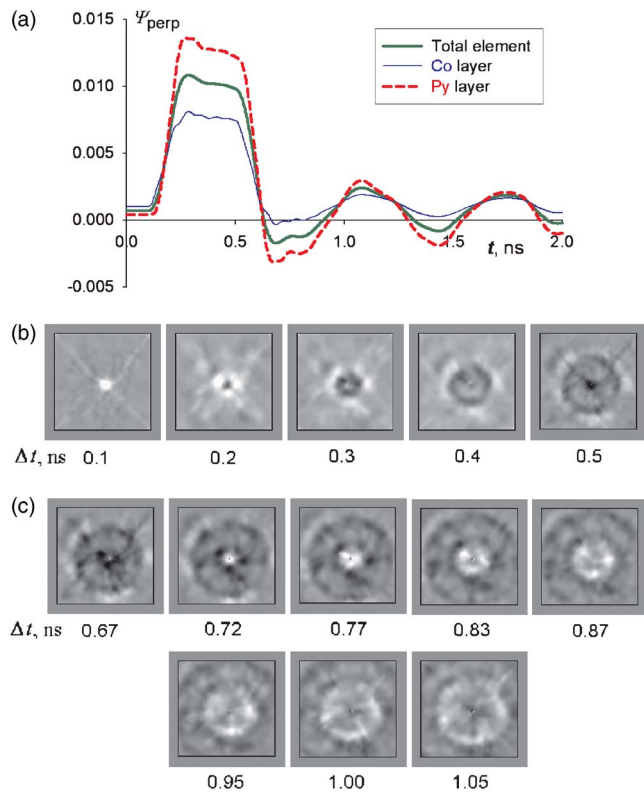 (a)
Ψperp
0.015
0.010
0.005
0.000
-0.005
Total element
Co layer
Py layer
0.0 0.5 1.0 1.5 2.0
t, ns
(b)
Δt, ns 0.1 0.2 0.3 0.4 0.5
(c)
Δt, ns 0.67 0.72 0.77 0.83 0.87
0.95 1.00 1.05